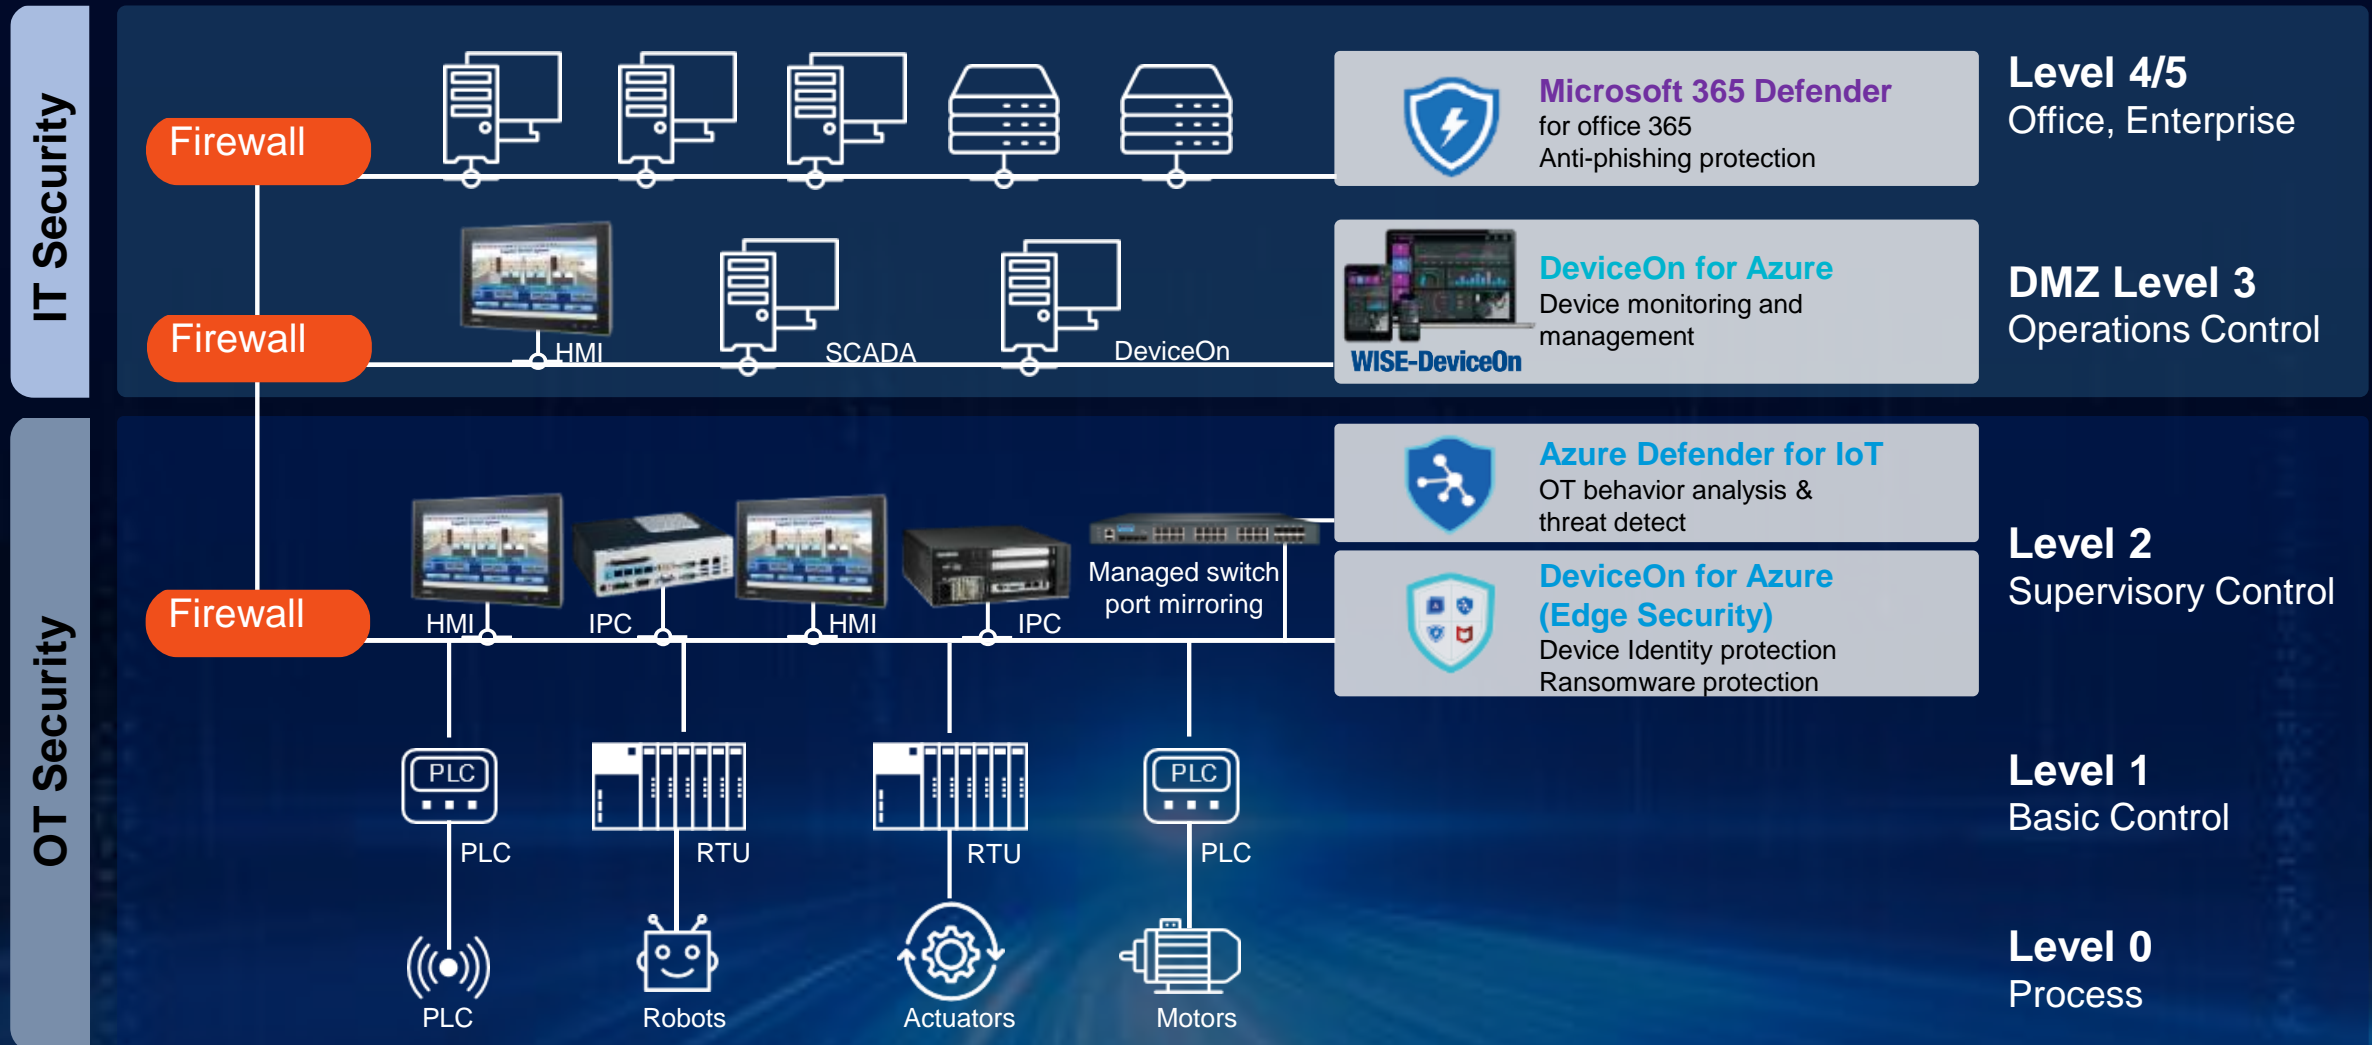 IT Security
Firewall
Microsoft 365 Defender
for office 365
Anti-phishing protection
Level 4/5
Office, Enterprise
Firewall
HMI
SCADA
DeviceOn
WISE-DeviceOn
DeviceOn for Azure
Device monitoring and
management
DMZ Level 3
Operations Control
OT Security
Firewall
HMI
IPC
HMI
IPC
Managed switch
port mirroring
Azure Defender for IoT
OT behavior analysis &
threat detect
DeviceOn for Azure
(Edge Security)
Device Identity protection
Ransomware protection
Level 2
Supervisory Control
PLC
PLC
PLC
RTU
RTU
PLC
Level 1
Basic Control
PLC
Robots
Actuators
Motors
Level 0
Process